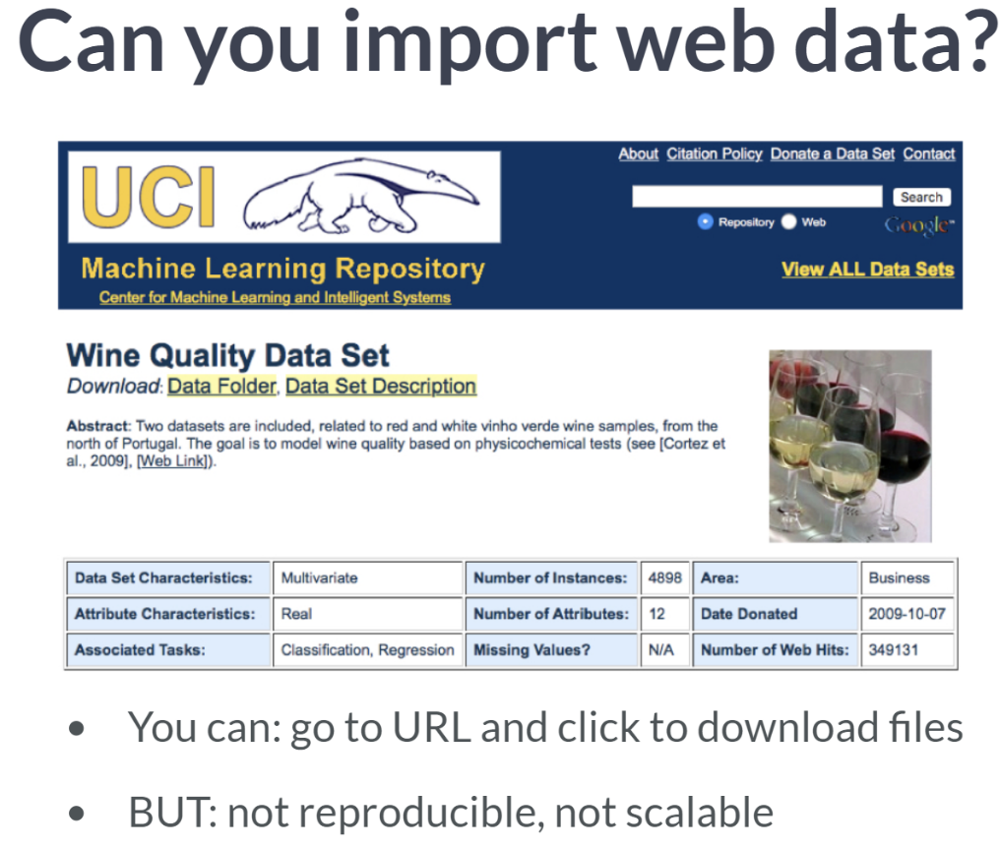 Can you import web data?
About Citation Policy Donate a Data Set Contact
UCI
Search
Repository Web
Google™
Machine Learning Repository
View ALL Data Sets
Center for Machine Learning and Intelligent Systems
Wine Quality Data Set
Download: Data Folder, Data Set Description
Abstract: Two datasets are included, related to red and white vinho verde wine samples, from the
north of Portugal. The goal is to model wine quality based on physicochemical tests (see [Cortez et
al., 2009], [Web Link]).
Data Set Characteristics: Multivariate Number of Instances: 4898 Area: Business
Attribute Characteristics: Real Number of Attributes: 12 Date Donated 2009-10-07
Associated Tasks: Classification, Regression Missing Values? N/A Number of Web Hits: 349131
• You can: go to URL and click to download files
• BUT: not reproducible, not scalable